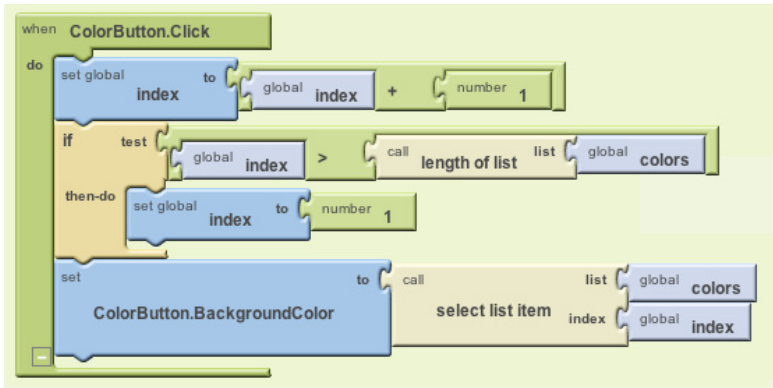 when ColorButton.Click
do
set global index to global index + number 1
if test global index > call length of list list global colors
then-do set global index to number 1
set ColorButton.BackgroundColor to call select list item list global colors
index global index